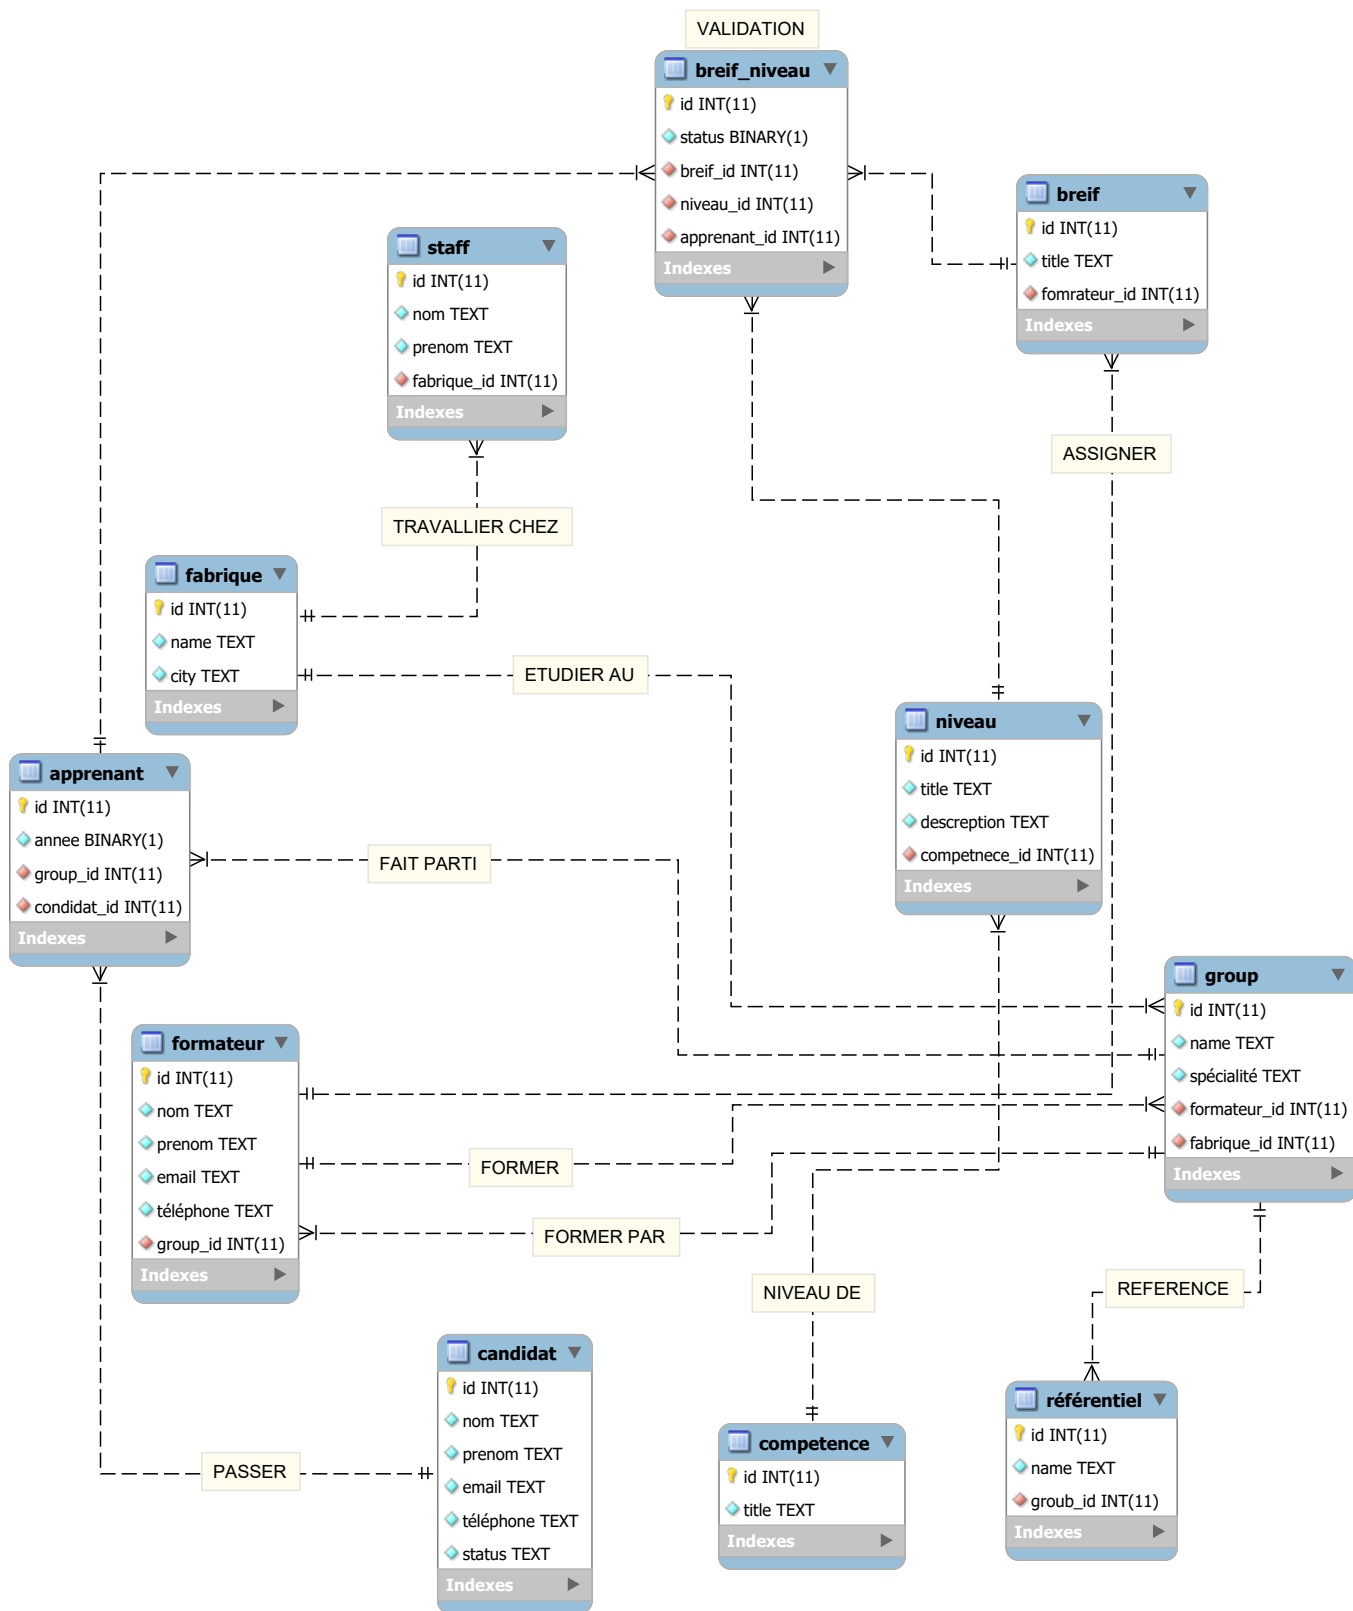 VALIDATION
breif_niveau
id INT(11)
status BINARY(1)
breif_id INT(11)
niveau_id INT(11)
apprenant_id INT(11)
Indexes
breif
id INT(11)
title TEXT
fomrateur_id INT(11)
Indexes
staff
id INT(11)
nom TEXT
prenom TEXT
fabrique_id INT(11)
Indexes
ASSIGNER
TRAVALLIER CHEZ
fabrique
id INT(11)
name TEXT
city TEXT
Indexes
ETUDIER AU
niveau
id INT(11)
title TEXT
descreption TEXT
competnece_id INT(11)
Indexes
apprenant
id INT(11)
annee BINARY(1)
group_id INT(11)
condidat_id INT(11)
Indexes
FAIT PARTI
group
id INT(11)
name TEXT
spécialité TEXT
formateur_id INT(11)
fabrique_id INT(11)
Indexes
formateur
id INT(11)
nom TEXT
prenom TEXT
email TEXT
téléphone TEXT
group_id INT(11)
Indexes
FORMER
FORMER PAR
NIVEAU DE
REFERENCE
candidat
id INT(11)
nom TEXT
prenom TEXT
email TEXT
téléphone TEXT
status TEXT
Indexes
PASSER
competence
id INT(11)
title TEXT
Indexes
référentiel
id INT(11)
name TEXT
groub_id INT(11)
Indexes